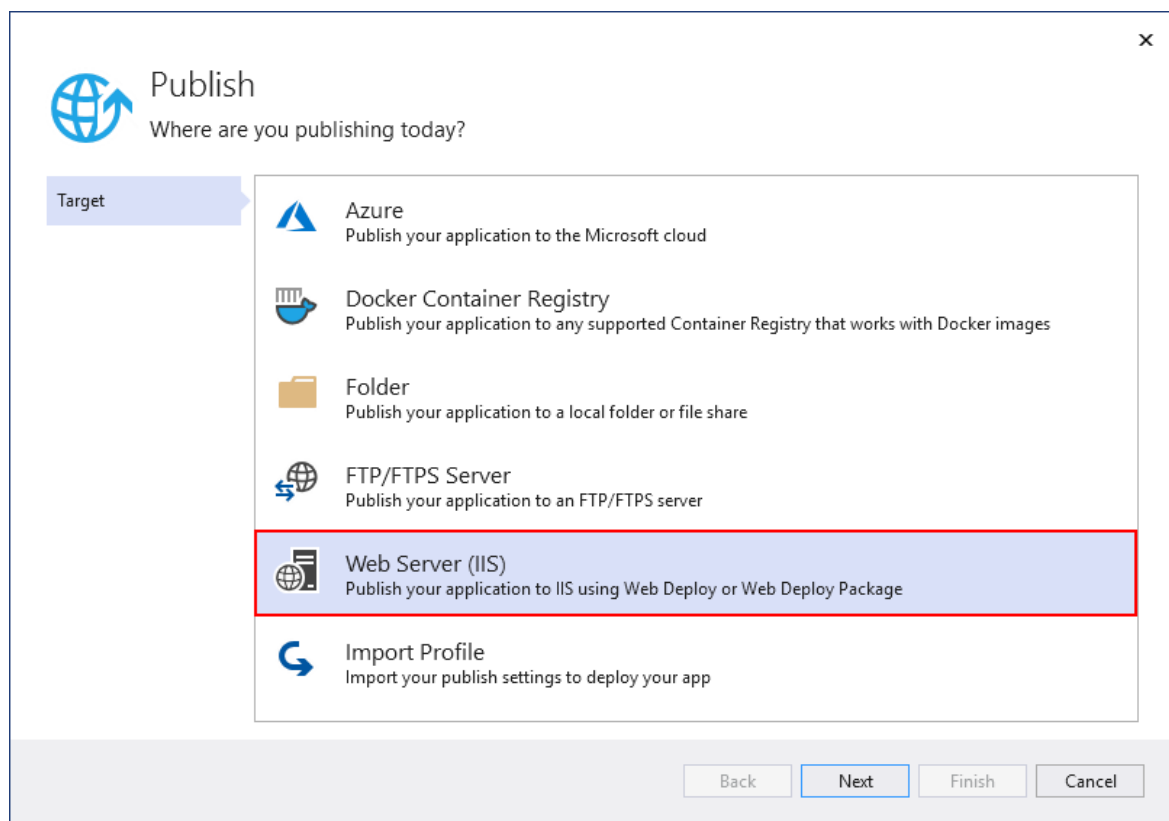 Publish
Where are you publishing today?
Target
Azure
Publish your application to the Microsoft cloud
Docker Container Registry
Publish your application to any supported Container Registry that works with Docker images
Folder
Publish your application to a local folder or file share
FTP/FTPS Server
Publish your application to an FTP/FTPS server
Web Server (IIS)
Publish your application to IIS using Web Deploy or Web Deploy Package
Import Profile
Import your publish settings to deploy your app
Back
Next
Finish
Cancel